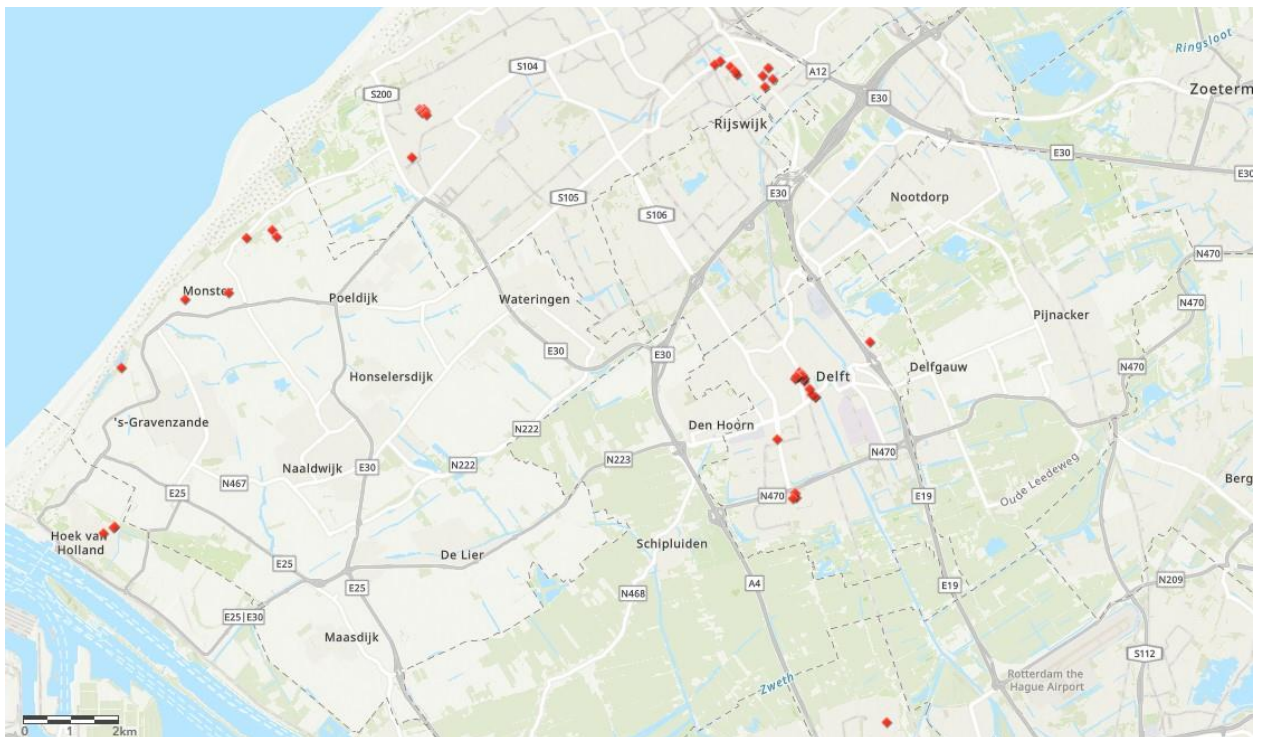 Ringsloot
S104
A12
S200
Zoeterm
E30
Rijswijk
E30
E30
E30
S105
Nootdorp
S106
N470
Monster
Poeldijk
Wateringen
N470
Pijnacker
E30
E30
N470
Honselersdijk
Delft
Delfgauw
's-Gravenzande
N222
Den Hoorn
N470
Naaldwijk
E30
N222
N223
N467
E25
N470
E19
Oude Leedeweg
Berg
Hoek van
Holland
De Lier
Schipluiden
E25
E25
N468
A4
E19
N209
E25|E30
Maasdijk
S112
Zweth
Rotterdam the
Hague Airport
0 1 2km